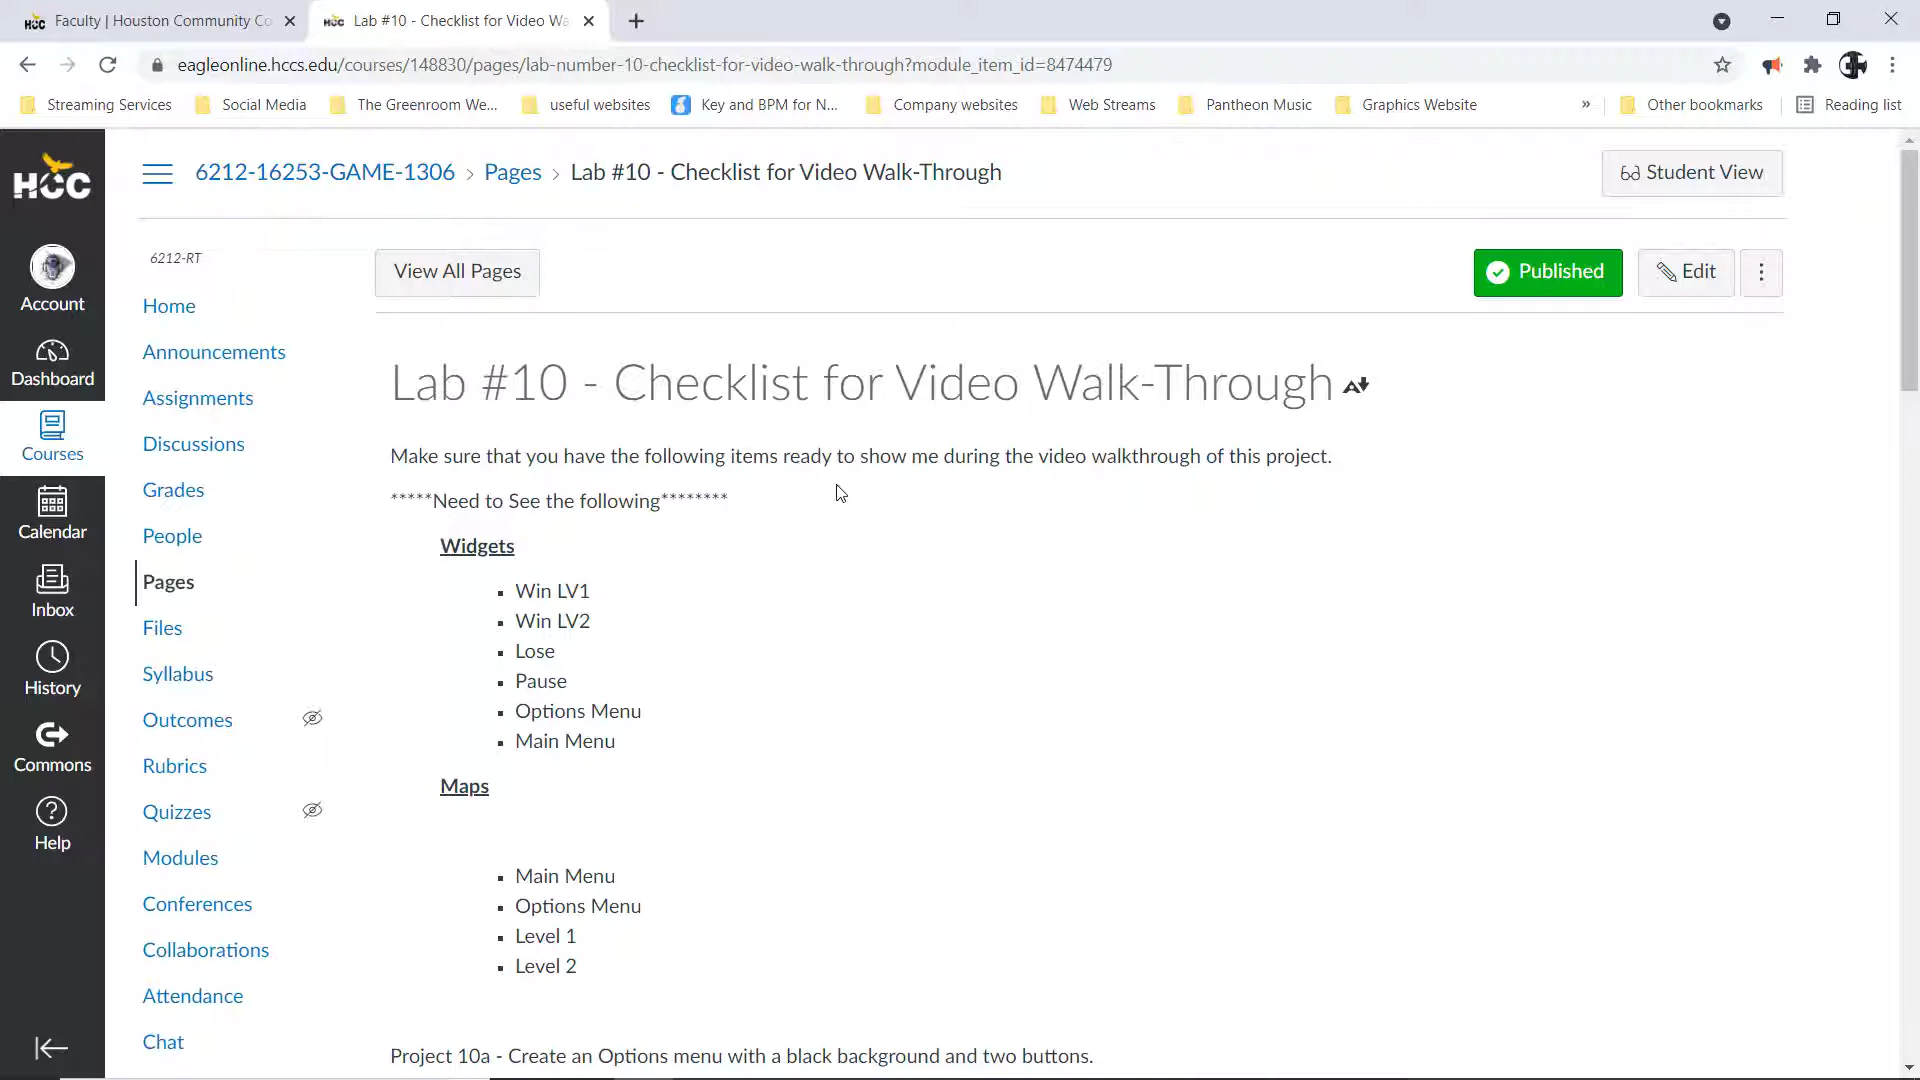 Faculty | Houston Community Co
Lab #10 - Checklist for Video Wa
eagleonline.hccs.edu/courses/148830/pages/lab-number-10-checklist-for-video-walk-through?module_item_id=8474479
Streaming Services
Social Media
The Greenroom We...
useful websites
Key and BPM for N...
Company websites
Web Streams
Pantheon Music
Graphics Website
»
Other bookmarks
Reading list
HCC
Account
Dashboard
Courses
Calendar
Inbox
History
Commons
Help
6212-16253-GAME-1306 › Pages › Lab #10 - Checklist for Video Walk-Through
Student View
6212-RT
Home
Announcements
Assignments
Discussions
Grades
People
Pages
Files
Syllabus
Outcomes
Rubrics
Quizzes
Modules
Conferences
Collaborations
Attendance
Chat
View All Pages
Published
Edit
Lab #10 - Checklist for Video Walk-Through
Make sure that you have the following items ready to show me during the video walkthrough of this project.
*****Need to See the following********
Widgets
Win LV1
Win LV2
Lose
Pause
Options Menu
Main Menu
Maps
Main Menu
Options Menu
Level 1
Level 2
Project 10a - Create an Options menu with a black background and two buttons.